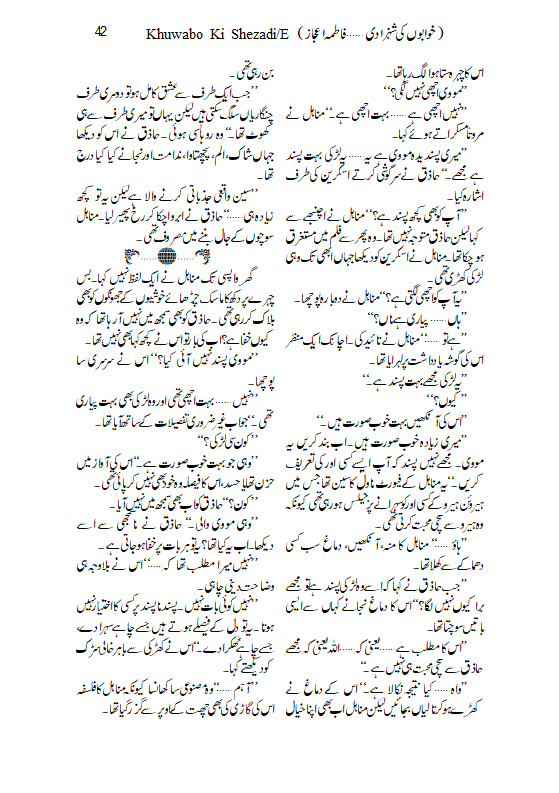 42 Khuwabo Ki Shezadi/E (خوابوں کی شہزادی......فاطمہ اعجاز)
اس کا چہرہ ستا ہوا لگ رہا تھا۔
”مووی اچھی نہیں لگی؟“
”نہیں اچھی ہے......بہت اچھی ہے۔“ مناہل نے
مروتاً مسکراتے ہوئے کہا۔
”میری پسندیدہ مووی ہے یہ......یہ لڑکی بہت پسند
ہے مجھے۔“ حاذق نے سرگوشی کرتے اسکرین کی طرف
اشارہ کیا۔
”آپ کو بھی کچھ پسند ہے؟“ مناہل نے اچنبھے سے
کہا لیکن حاذق متوجہ نہیں تھا۔ وہ پھر سے فلم میں مستغرق
ہو چکا تھا۔ مناہل نے اسکرین کو دیکھا جہاں ابھی تک وہی
لڑکی کھڑی تھی۔
”یہ آپ کو اچھی لگتی ہے؟“ مناہل نے دوبارہ پوچھا۔
”ہاں......پیاری ہے ناں؟“
”ہے تو......“ مناہل نے تائید کی۔ اچانک ایک منظر
اس کی گوشہ یادداشت پر لہرایا تھا۔
”یہ لڑکی مجھے بہت پسند ہے۔“
”کیوں؟“
”اس کی آنکھیں بہت خوب صورت ہیں۔“
”میری زیادہ خوب صورت ہیں۔ اب بند کریں یہ
مووی۔ مجھے نہیں پسند کہ آپ ایسے کسی اور کی تعریف
کریں۔“ یہ مناہل کے فیورٹ ناول کا سین تھا جس میں
ہیروئن ہیرو کے کسی اور کو سراہنے پر جیلس ہو رہی تھی کیونکہ
وہ ہیرو سے سچی محبت کرتی تھی۔
”ہاؤ......“ مناہل کا منہ، آنکھیں، دماغ سب کسی
دھماکے سے کھلا تھا۔
”جب حاذق نے کہا کہ اسے وہ لڑکی پسند ہے تو مجھے
برا کیوں نہیں لگا؟“ اس کا دماغ نجانے کہاں سے ایسی
باتیں سوچتا تھا۔
”اس کا مطلب ہے......یعنی کہ......اللہ یعنی کہ مجھے
حاذق سے سچی محبت ہی نہیں ہے۔“
”واہ......کیا نتیجہ نکالا ہے۔“ اس کے دماغ نے
کھڑے ہو کر تالیاں بجائیں لیکن مناہل اب بھی اپنا خیال
بن رہی تھی۔
”جب ایک طرف سے عشق کامل ہو تو دوسری طرف
چنگاریاں سلگ سکتی ہیں لیکن یہاں تو میری طرف سے ہی
کھوٹ تھا۔“ وہ روہانسی ہوئی۔ حاذق نے اس کو دیکھا
جہاں شاک، الم، پچھتاوا، ندامت اور نجانے کیا کیا درج
تھا۔
”سین واقعی جذباتی کرنے والا ہے لیکن یہ تو کچھ
زیادہ ہی......“ حاذق نے ابرو اچکا کر رخ پھیر لیا۔ مناہل
سوچوں کے جال بننے میں مصروف تھی۔
گھر واپسی تک مناہل نے ایک لفظ نہیں کہا۔ بس
چہرے پر دکھ کا ماسک چڑھائے خوشیوں کے جھونکوں کو بھی
بلاک کر رہی تھی۔ حاذق کو بھی سمجھ میں نہیں آ رہا تھا کہ وہ
کیوں خفا ہے؟ اب کی بار تو اس نے کچھ کہا بھی نہیں تھا۔
”مووی پسند نہیں آئی کیا؟“ اس نے سرسری سا
پوچھا۔
”نہیں......بہت اچھی تھی اور وہ لڑکی بھی بہت پیاری
تھی۔“ جواب غیر ضروری تفصیلات کے ساتھ آیا تھا۔
”کون سی لڑکی؟“
”وہی جو بہت خوب صورت ہے۔“ اس کی آواز میں
حزن تھا یا حسد، اس کا فیصلہ وہ خود بھی نہیں کر پائی تھی۔
”کون؟“ حاذق کو اب بھی سمجھ میں نہیں آیا۔
”وہی مووی والی۔“ حاذق نے ناسمجھی سے اسے
دیکھا۔ اب یہ کیا تھا؟ یہ تو ہر بات پر خفا ہو جاتی ہے۔
”نہیں میرا مطلب تھا کہ......“ اس نے بلاوجہ ہی
وضاحت دینی چاہی۔
”نہیں کوئی بات نہیں۔ پسند ناپسند پر کسی کا اختیار نہیں
ہوتا۔ یہ تو دل کے فیصلے ہوتے ہیں جسے چاہے سہرا دے،
جسے چاہے ٹھکرا دے۔“ اس نے کھڑکی سے باہر خالی سڑک
کو دیکھتے کہا۔
”آہم......“ وہ مصنوعی سا کھانسا کیونکہ مناہل کا فلسفہ
اس کی گاڑی کی بھی چھت کے اوپر سے گزر گیا تھا۔